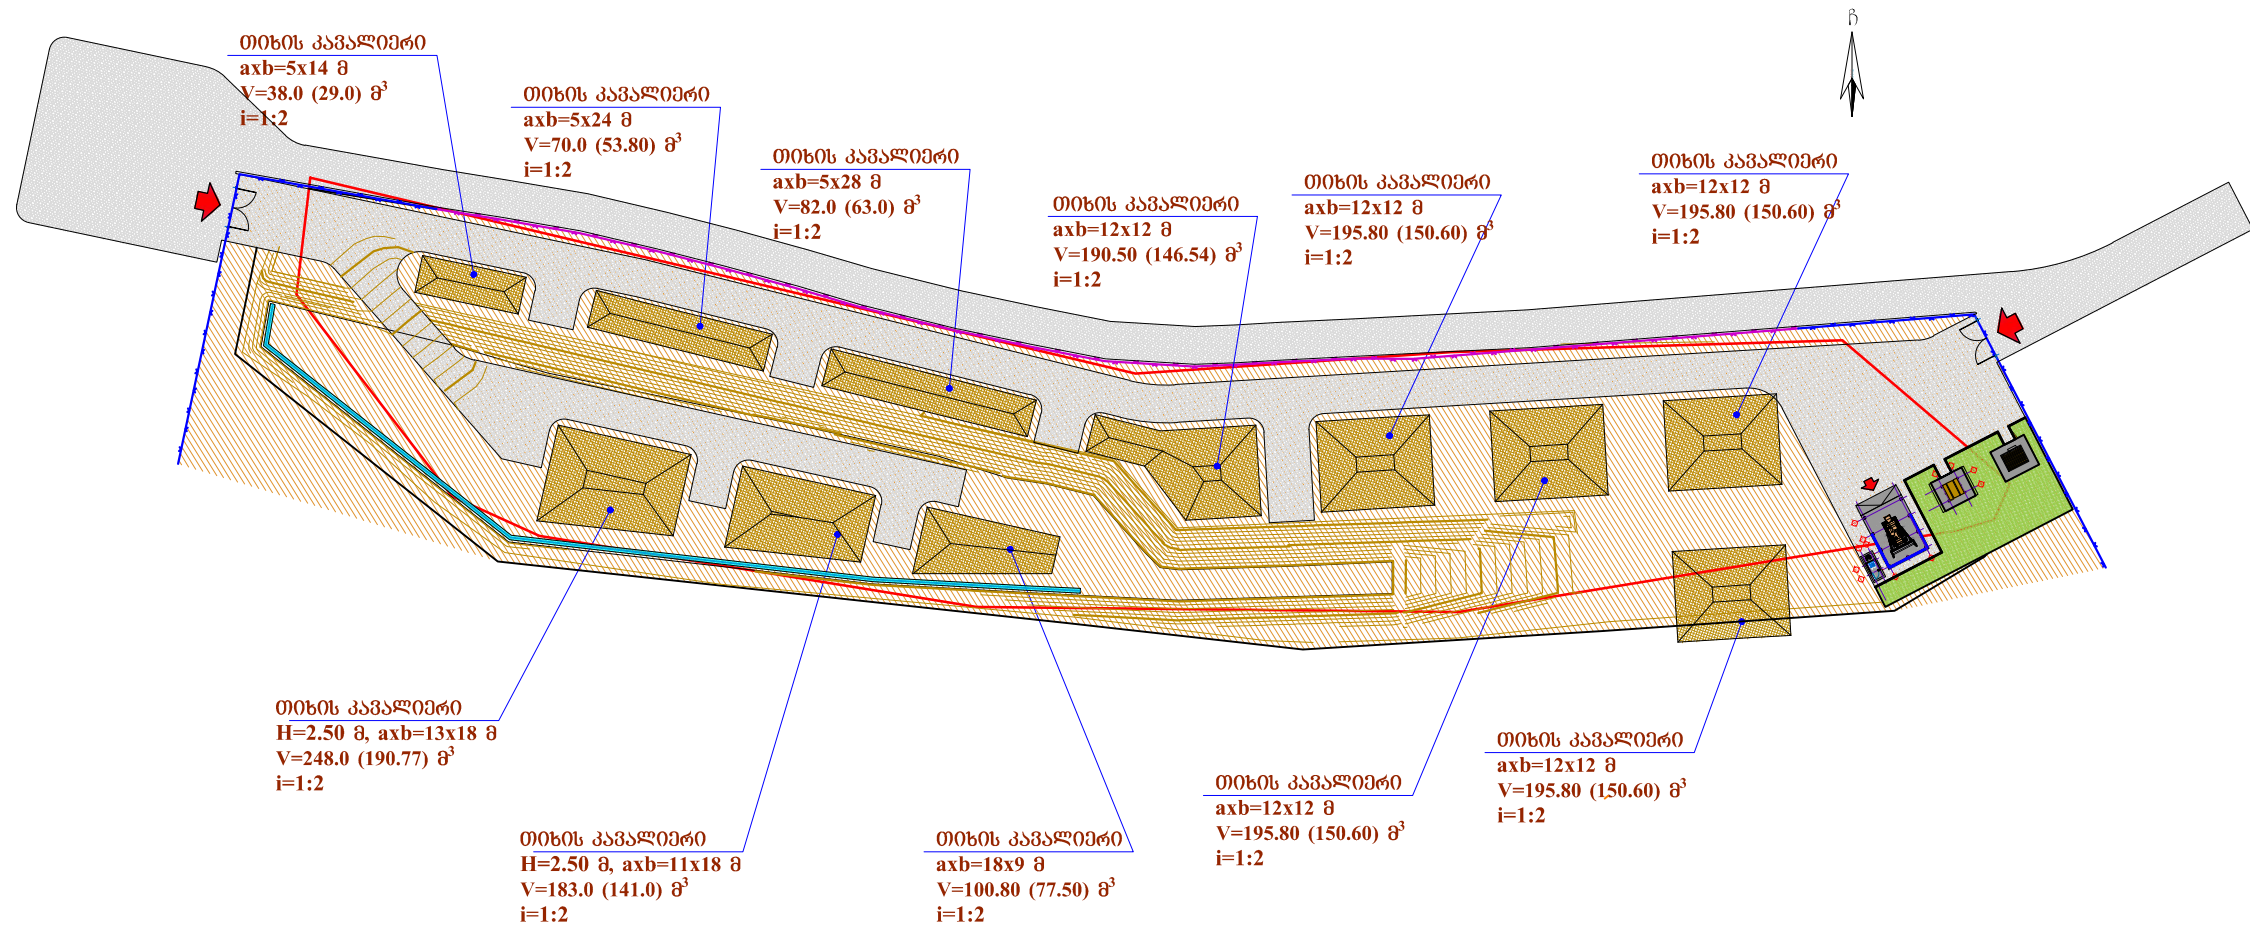 ჩ
თიხის კავალიერი
axb=5x14 მ
V=38.0 (29.0) მ³
i=1:2
თიხის კავალიერი
axb=5x24 მ
V=70.0 (53.80) მ³
i=1:2
თიხის კავალიერი
axb=5x28 მ
V=82.0 (63.0) მ³
i=1:2
თიხის კავალიერი
axb=12x12 მ
V=190.50 (146.54) მ³
i=1:2
თიხის კავალიერი
axb=12x12 მ
V=195.80 (150.60) მ³
i=1:2
თიხის კავალიერი
axb=12x12 მ
V=195.80 (150.60) მ³
i=1:2
თიხის კავალიერი
H=2.50 მ, axb=13x18 მ
V=248.0 (190.77) მ³
i=1:2
თიხის კავალიერი
H=2.50 მ, axb=11x18 მ
V=183.0 (141.0) მ³
i=1:2
თიხის კავალიერი
axb=18x9 მ
V=100.80 (77.50) მ³
i=1:2
თიხის კავალიერი
axb=12x12 მ
V=195.80 (150.60) მ³
i=1:2
თიხის კავალიერი
axb=12x12 მ
V=195.80 (150.60) მ³
i=1:2